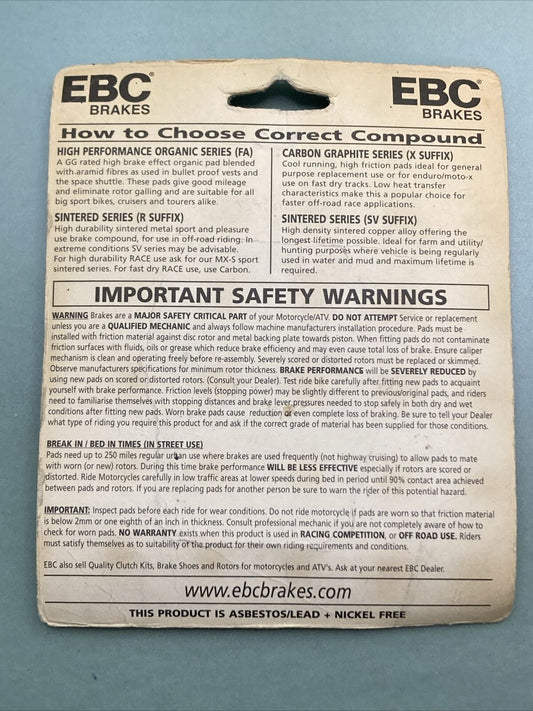 EBC® EBC®
BRAKES BRAKES
How to Choose Correct Compound
HIGH PERFORMANCE ORGANIC SERIES (FA)
A GG rated high brake effect organic pad blended
with aramid fibres as used in bullet proof vests and
the space shuttle. These pads give good mileage
and eliminate rotor galling and are suitable for all
big sport bikes, cruisers and tourers alike.
SINTERED SERIES (R SUFFIX)
High durability sintered metal sport and pleasure
use brake compound, for use in off-road riding. In
extreme conditions SV series may be advisable.
For high durability RACE use ask for our MX-S sport
sintered series. For fast dry RACE use, use Carbon.
CARBON GRAPHITE SERIES (X SUFFIX)
Cool running, high friction pads ideal for general
purpose replacement use or for enduro/moto-x
use on fast dry tracks. Low heat transfer
characteristics make this a popular choice for
faster off-road race applications.
SINTERED SERIES (SV SUFFIX)
High density sintered copper alloy offering the
longest lifetime possible. Ideal for farm and utility/
hunting purposes where vehicle is being regularly
used in water and mud and maximum lifetime is
required.
IMPORTANT SAFETY WARNINGS
WARNING Brakes are a MAJOR SAFETY CRITICAL PART of your Motorcycle/ATV. DO NOT ATTEMPT Service or replacement
unless you are a QUALIFIED MECHANIC and always follow machine manufacturers installation procedure. Pads must be
installed with friction material against disc rotor and metal backing plate towards piston. When fitting pads do not contaminate
friction surfaces with fluids, oils or grease which reduce brake efficiency and may even cause total loss of brake. Ensure caliper
mechanism is clean and operating freely before re-assembly. Severely scored or distorted rotors must be replaced or skimmed.
Observe manufacturers specifications for minimum rotor thickness. BRAKE PERFORMANCE will be SEVERELY REDUCED by
using new pads on scored or distorted rotors. (Consult your Dealer). Test ride bike carefully after fitting new pads to acquaint
yourself with brake performance. Friction levels (stopping power) may be slightly different to previous/original pads, and riders
need to familiarise themselves with stopping distances and brake lever pressures needed to stop safely in both dry and wet
conditions after fitting new pads. Worn brake pads cause reduction or even complete loss of braking. Be sure to tell your Dealer
what type of riding you require this product for and ask if the correct grade of material has been supplied for those conditions.
BREAK IN / BED IN TIMES (IN STREET USE)
Pads need up to 250 miles regular urban use where brakes are used frequently (not highway cruising) to allow pads to mate
with worn (or new) rotors. During this time brake performance WILL BE LESS EFFECTIVE especially if rotors are scored or
distorted. Ride Motorcycles carefully in low traffic areas at lower speeds during bed in period until 90% contact area achieved
between pads and rotors. If you are replacing pads for another person be sure to warn the rider of this potential hazard.
IMPORTANT: Inspect pads before each ride for wear conditions. Do not ride motorcycle if pads are worn so that friction material
is below 2mm or one eighth of an inch in thickness. Consult professional mechanic if you are not completely aware of how to
check for worn pads. NO WARRANTY exists when this product is used in RACING COMPETITION, or OFF ROAD USE. Riders
must satisfy themselves as to suitability of the product for their own riding requirements and conditions.
EBC also sell Quality Clutch Kits, Brake Shoes and Rotors for motorcycles and ATV's. Ask at your nearest EBC Dealer.
www.ebcbrakes.com
THIS PRODUCT IS ASBESTOS/LEAD + NICKEL FREE